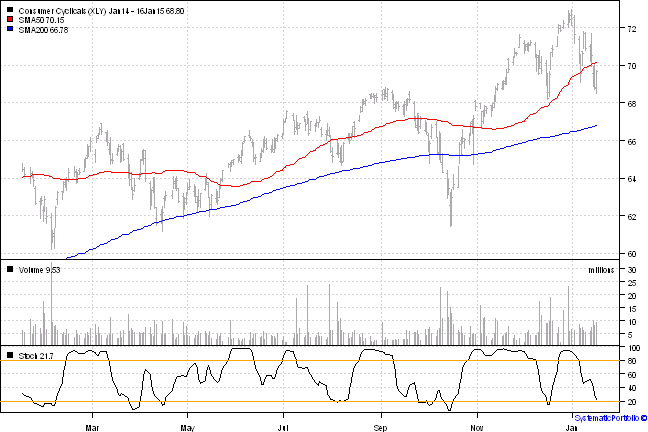 Consumer Cyclicals (XLY) Jan14 - 16Jan15 68.80
SMA50 70.15
SMA200 66.78
72
70
68
66
64
62
60
Volume 9.53
millions
30
25
20
15
10
5
Stoch 21.7
100
80
60
40
20
Mar
May
Jul
Sep
Nov
Jan
SystematicPortfolio ©